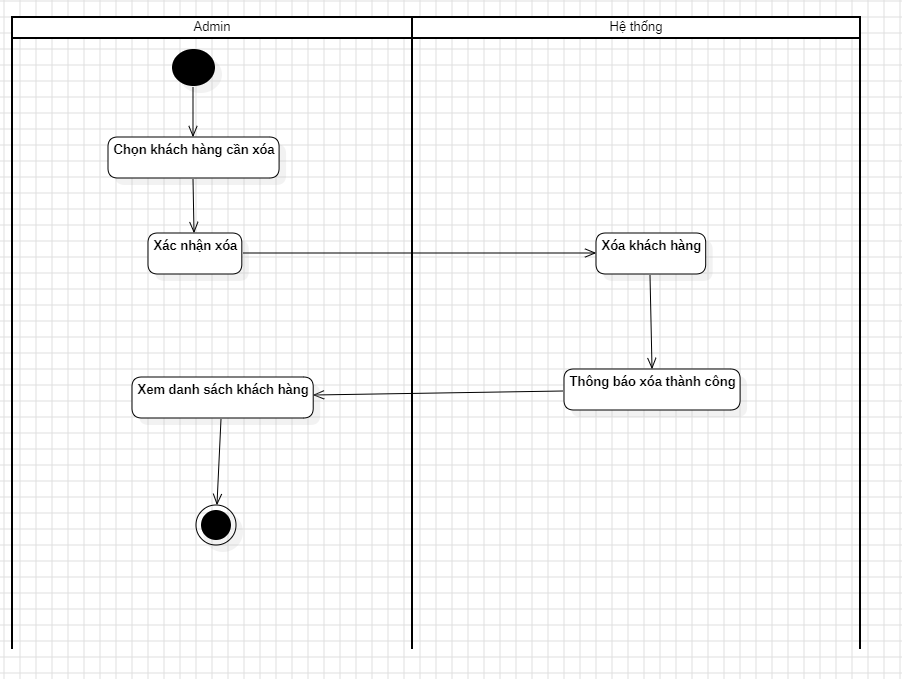 Admin
Hệ thống
Chọn khách hàng cần xóa
Xác nhận xóa
Xóa khách hàng
Thông báo xóa thành công
Xem danh sách khách hàng